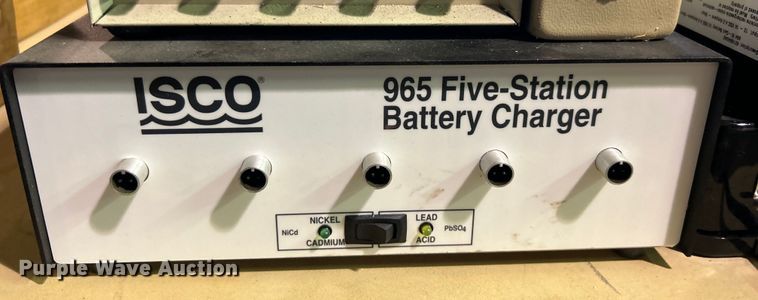 ISCO®
965 Five-Station
Battery Charger
NiCd
NICKEL
CADMIUM
LEAD
ACID
PbSO4
Purple Wave Auction